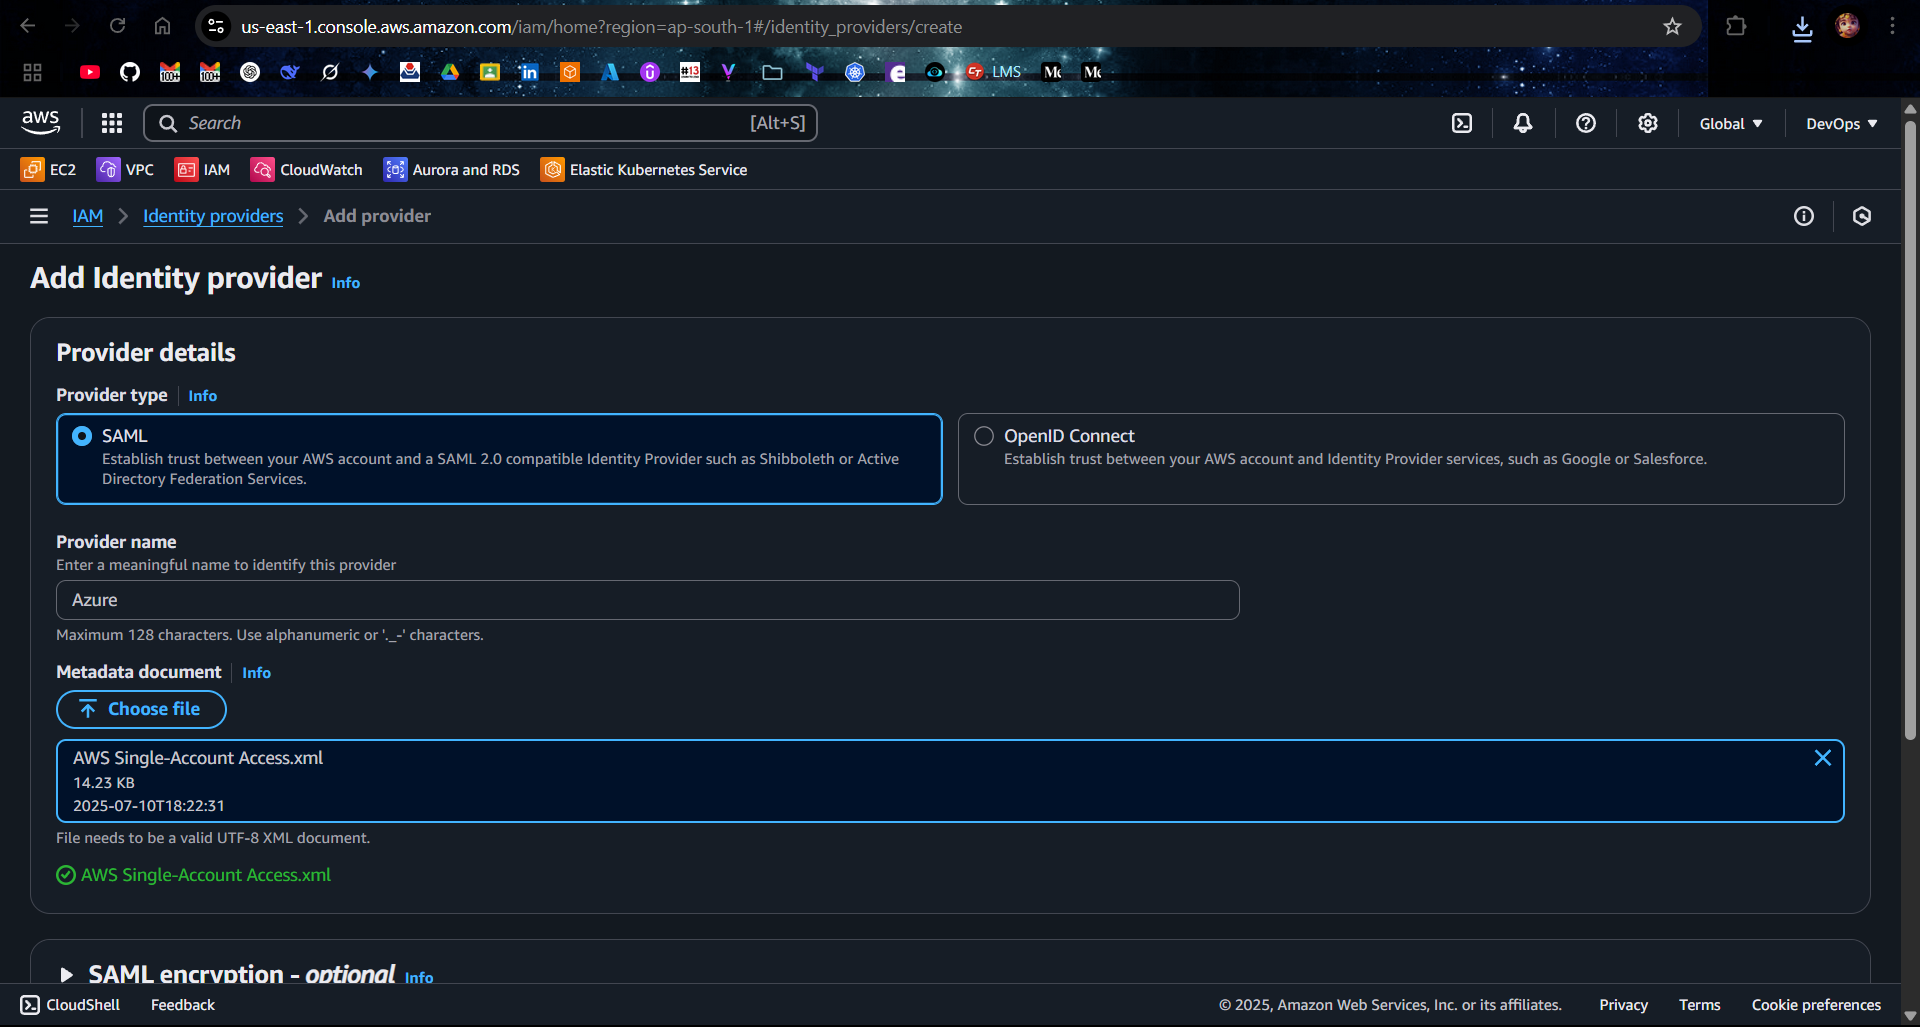 us-east-1.console.aws.amazon.com/iam/home?region=ap-south-1#/identity_providers/create
100+
100+
in
#13
e
CT LMS
aws
Search [Alt+S]
Global ▼ DevOps ▼
EC2 VPC IAM CloudWatch Aurora and RDS Elastic Kubernetes Service
IAM > Identity providers > Add provider
Add Identity provider Info
Provider details
Provider type | Info
SAML
Establish trust between your AWS account and a SAML 2.0 compatible Identity Provider such as Shibboleth or Active
Directory Federation Services.
OpenID Connect
Establish trust between your AWS account and Identity Provider services, such as Google or Salesforce.
Provider name
Enter a meaningful name to identify this provider
Azure
Maximum 128 characters. Use alphanumeric or '._-' characters.
Metadata document | Info
Choose file
AWS Single-Account Access.xml
14.23 KB
2025-07-10T18:22:31
File needs to be a valid UTF-8 XML document.
AWS Single-Account Access.xml
SAML encryption - optional Info
CloudShell Feedback
© 2025, Amazon Web Services, Inc. or its affiliates. Privacy Terms Cookie preferences